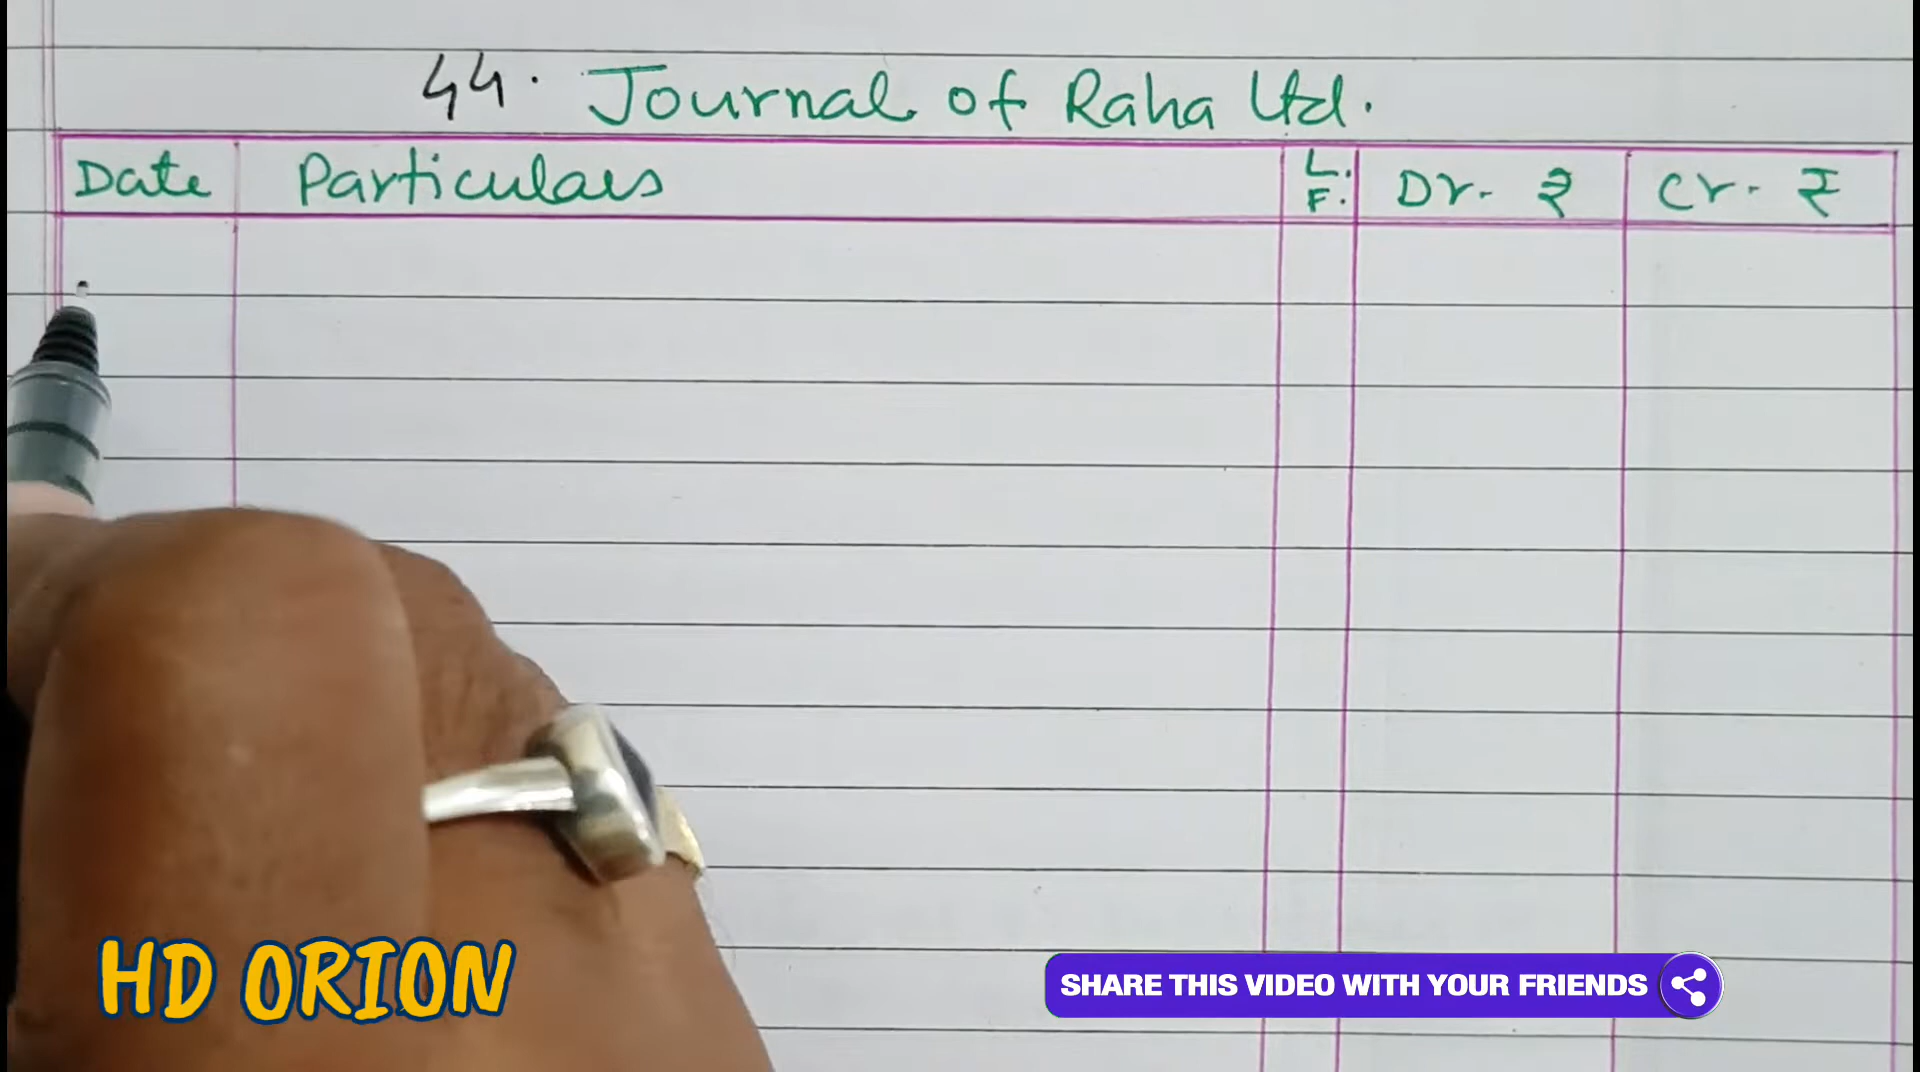 44. Journal of Raha Ltd.
Date Particulars L.F. Dr. ₹ Cr. ₹
HD ORION
SHARE THIS VIDEO WITH YOUR FRIENDS